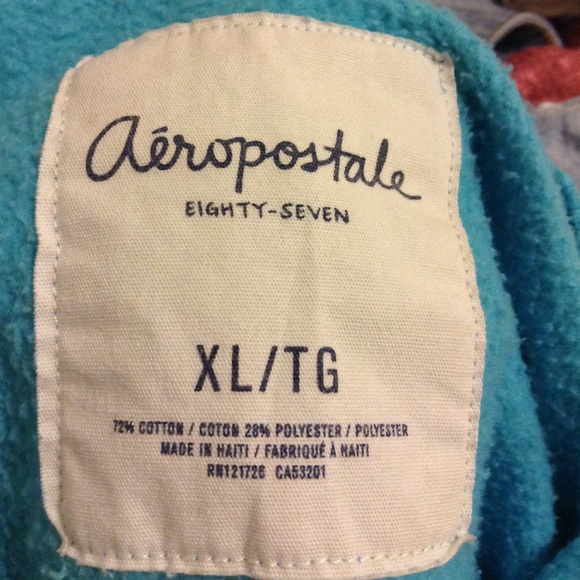 aéropostale
EIGHTY-SEVEN
XL/TG
72% COTTON / COTON 28% POLYESTER / POLYESTER
MADE IN HAITI / FABRIQUÉ À HAITI
RN121726 CA53201